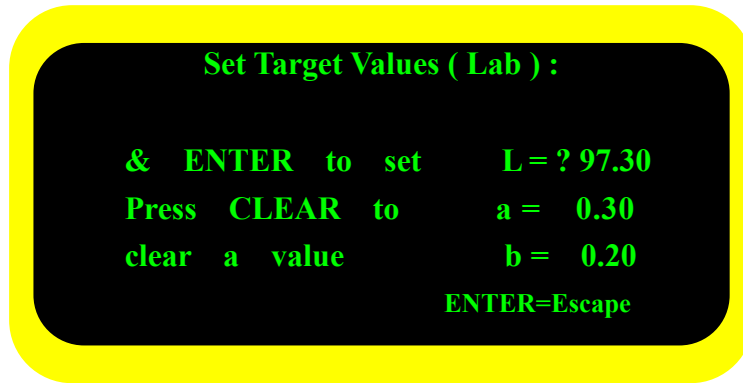 Set Target Values ( Lab ) :
& ENTER to set L = ? 97.30
Press CLEAR to a = 0.30
clear a value b = 0.20
ENTER=Escape